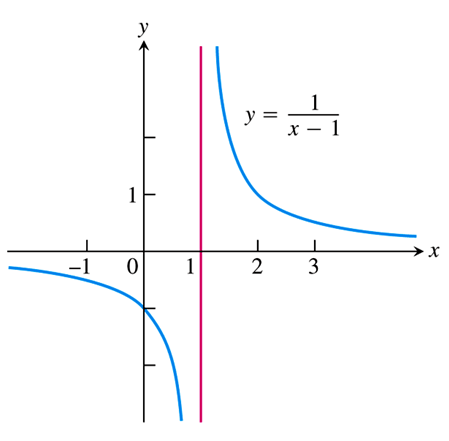 y
y = 1/(x − 1)
1
x
−1 0 1 2 3